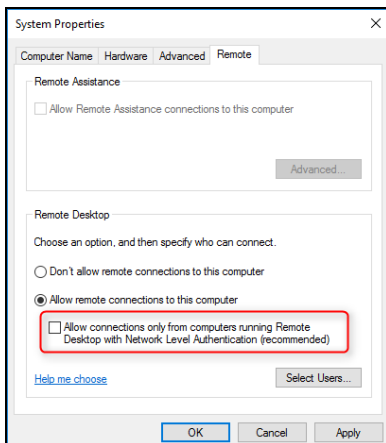 System Properties
Computer Name Hardware Advanced Remote
Remote Assistance
Allow Remote Assistance connections to this computer
Advanced...
Remote Desktop
Choose an option, and then specify who can connect.
Don't allow remote connections to this computer
Allow remote connections to this computer
Allow connections only from computers running Remote
Desktop with Network Level Authentication (recommended)
Help me choose
Select Users...
OK Cancel Apply